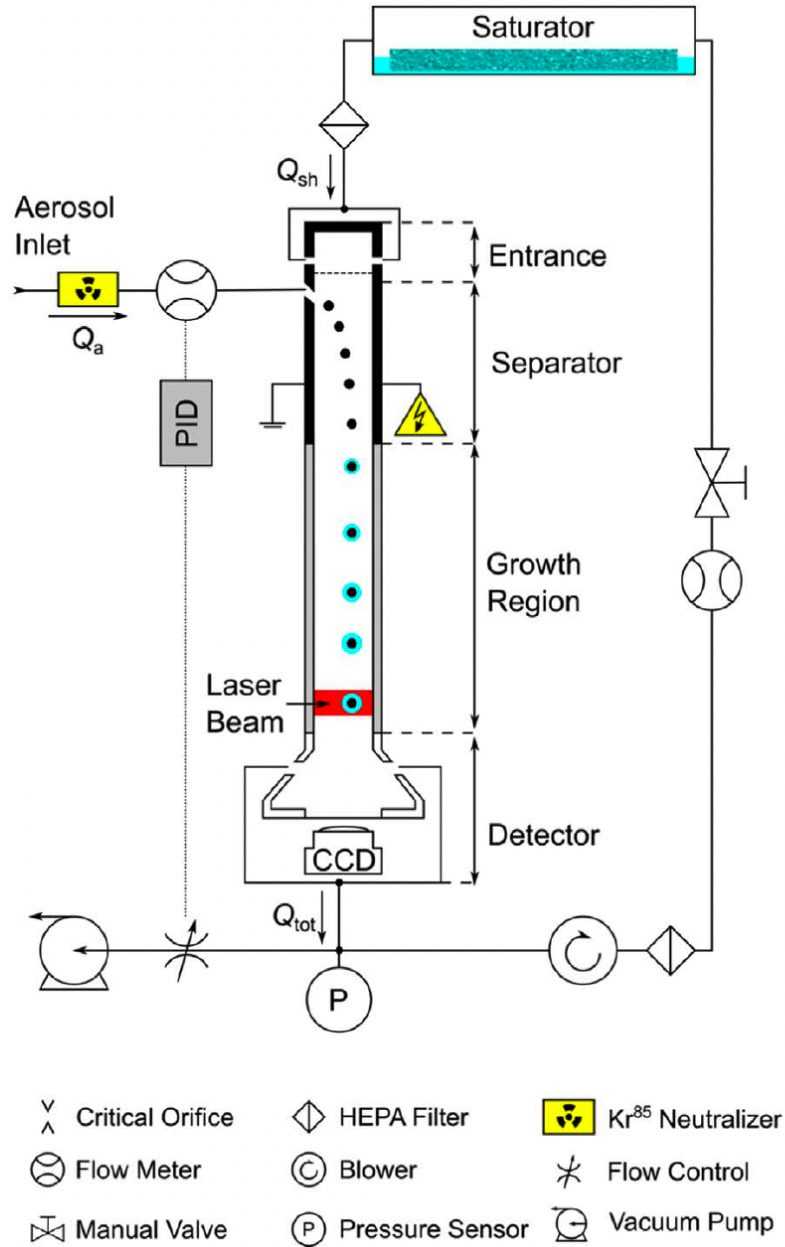 Saturator
Qsh
Aerosol
Inlet
Entrance
Qa
Separator
PID
Growth
Region
Laser
Beam
Detector
CCD
Qtot
P
Critical Orifice
HEPA Filter
Kr85 Neutralizer
Flow Meter
Blower
Flow Control
Manual Valve
P
Pressure Sensor
Vacuum Pump